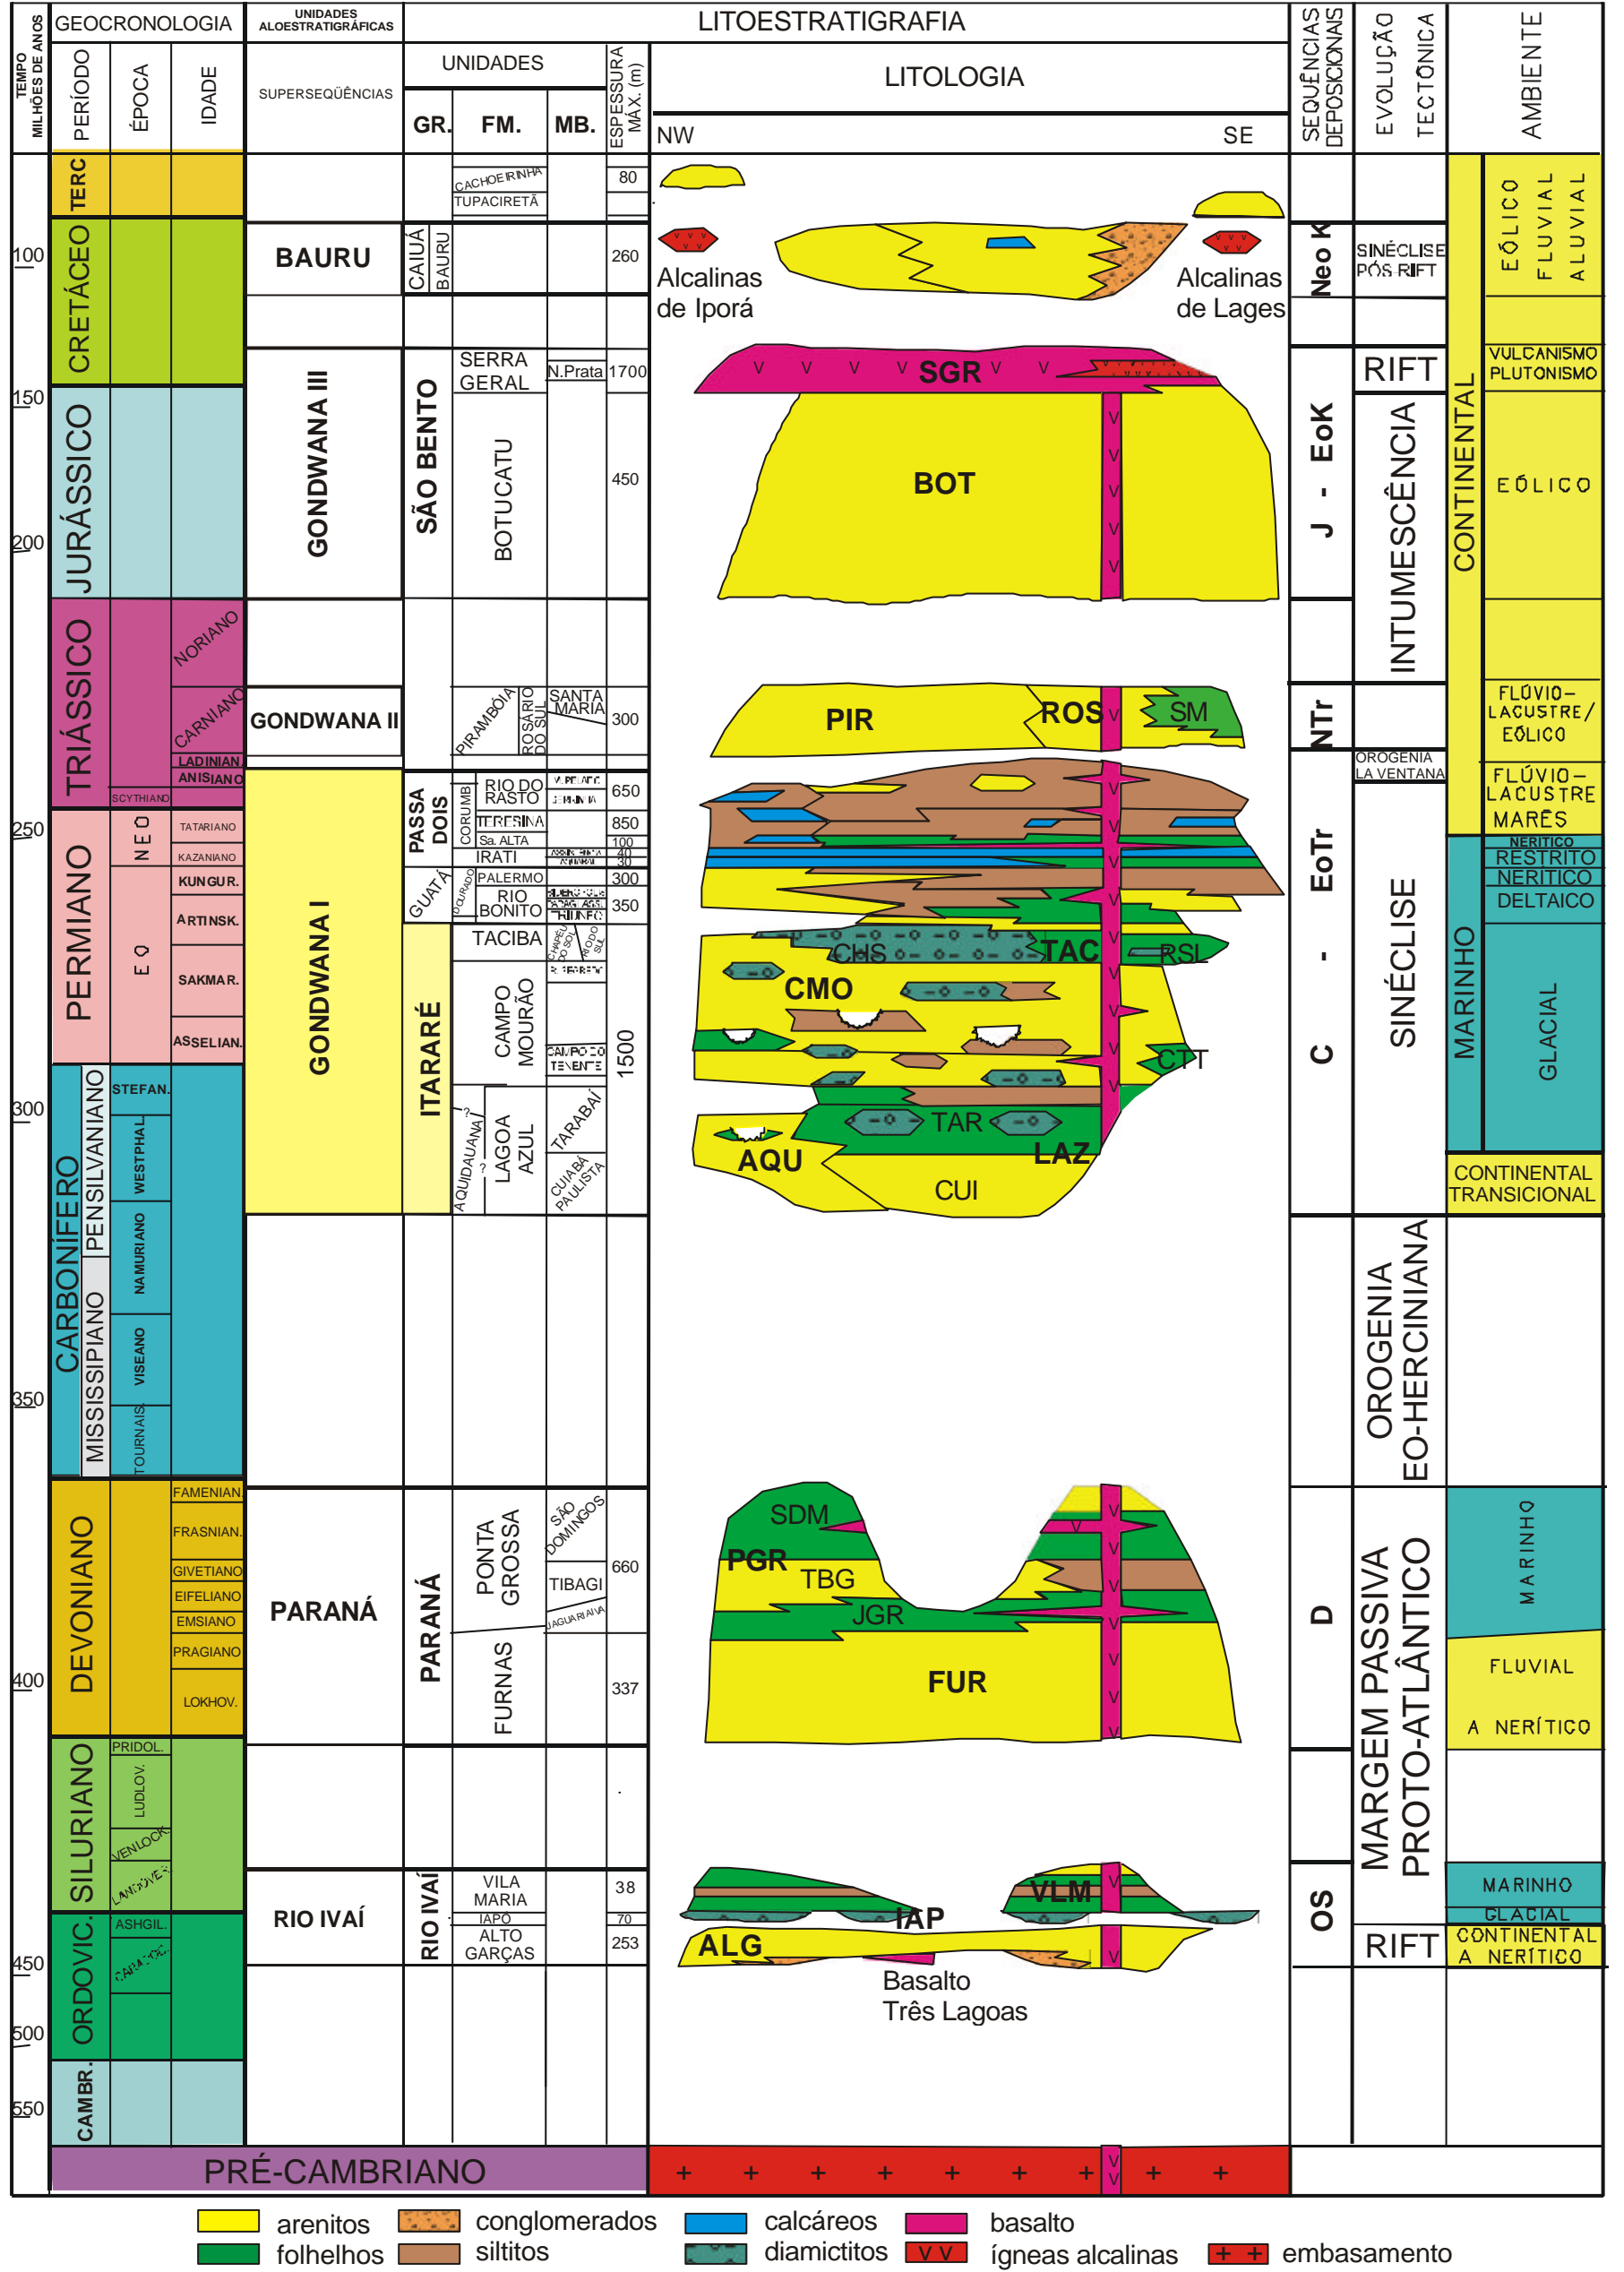 TEMPO
MILHÕES DE ANOS
GEOCRONOLOGIA
PERÍODO
ÉPOCA
IDADE
UNIDADES
ALOESTRATIGRÁFICAS
SUPERSEQÜÊNCIAS
LITOESTRATIGRAFIA
UNIDADES
GR.
FM.
MB.
ESPESSURA
MÁX. (m)
LITOLOGIA
NW
SE
SEQUÊNCIAS
DEPOSICIONAIS
EVOLUÇÃO
TECTÔNICA
AMBIENTE
100
150
200
250
300
350
400
450
500
550
TERC
CRETÁCEO
JURÁSSICO
TRIÁSSICO
NORIANO
CARNIANO
LADINIAN.
ANISIANO
SCYTHIANO
PERMIANO
NEO
TATARIANO
KAZANIANO
EO
KUNGUR.
ARTINSK.
SAKMAR.
ASSELIAN.
CARBONÍFERO
PENSILVANIANO
MISSISSIPIANO
STEFAN.
WESTPHAL.
NAMURIANO
VISEANO
TOURNAIS.
DEVONIANO
FAMENIAN.
FRASNIAN.
GIVETIANO
EIFELIANO
EMSIANO
PRAGIANO
LOKHOV.
SILURIANO
PRIDOL.
LUDLOV.
VENLOCK.
ORDOVIC.
ASHGIL.
CAMBR.
PRÉ-CAMBRIANO
BAURU
GONDWANA III
GONDWANA II
GONDWANA I
PARANÁ
RIO IVAÍ
CACHOEIRINHA
80
TUPACIRETÃ
CAIUÁ
BAURU
260
SÃO BENTO
SERRA
GERAL
N.Prata
1700
BOTUCATU
450
PIRAMBÓIA
ROSÁRIO
DO SUL
SANTA
MARIA
300
PASSA
DOIS
CORUMB
RIO DO
RASTO
650
TERESINA
850
Sa. ALTA
100
IRATI
40
30
GUATÁ
DOURADO
PALERMO
300
RIO
BONITO
350
TRIUNFO
ITARARÉ
TACIBA
CHAPÉU
DO SOL
RIO DO
SUL
CAMPO
MOURÃO
CAMPO DO
TENENTE
1500
AQUIDAUANA
?
?
LAGOA
AZUL
TARABAÍ
CUIABÁ
PAULISTA
PARANÁ
PONTA
GROSSA
SÃO
DOMINGOS
TIBAGI
JAGUARIAIVA
660
FURNAS
337
RIO IVAÍ
VILA
MARIA
38
IAPÓ
70
ALTO
GARÇAS
253
Alcalinas
de Iporá
Alcalinas
de Lages
SGR
BOT
PIR
ROS
SM
CHS
TAC
RSL
CMO
CTT
TAR
AQU
LAZ
CUI
SDM
PGR
TBG
JGR
FUR
VLM
IAP
ALG
Basalto
Três Lagoas
Neo K
J - EoK
NTr
C - EoTr
D
OS
SINÉCLISE
PÓS-RIFT
RIFT
INTUMESCÊNCIA
OROGENIA
LA VENTANA
SINÉCLISE
OROGENIA
EO-HERCINIANA
MARGEM PASSIVA
PROTO-ATLÂNTICO
RIFT
CONTINENTAL
EÓLICO
FLUVIAL
ALUVIAL
VULCANISMO
PLUTONISMO
EÓLICO
FLÚVIO-
LACUSTRE/
EÓLICO
FLÚVIO-
LACUSTRE
MARÉS
MARINHO
NERÍTICO
RESTRITO
NERÍTICO
DELTAICO
GLACIAL
CONTINENTAL
TRANSICIONAL
MARINHO
FLUVIAL
A NERÍTICO
MARINHO
GLACIAL
CONTINENTAL
A NERÍTICO
arenitos
conglomerados
calcáreos
basalto
folhelhos
siltitos
diamictitos
ígneas alcalinas
embasamento